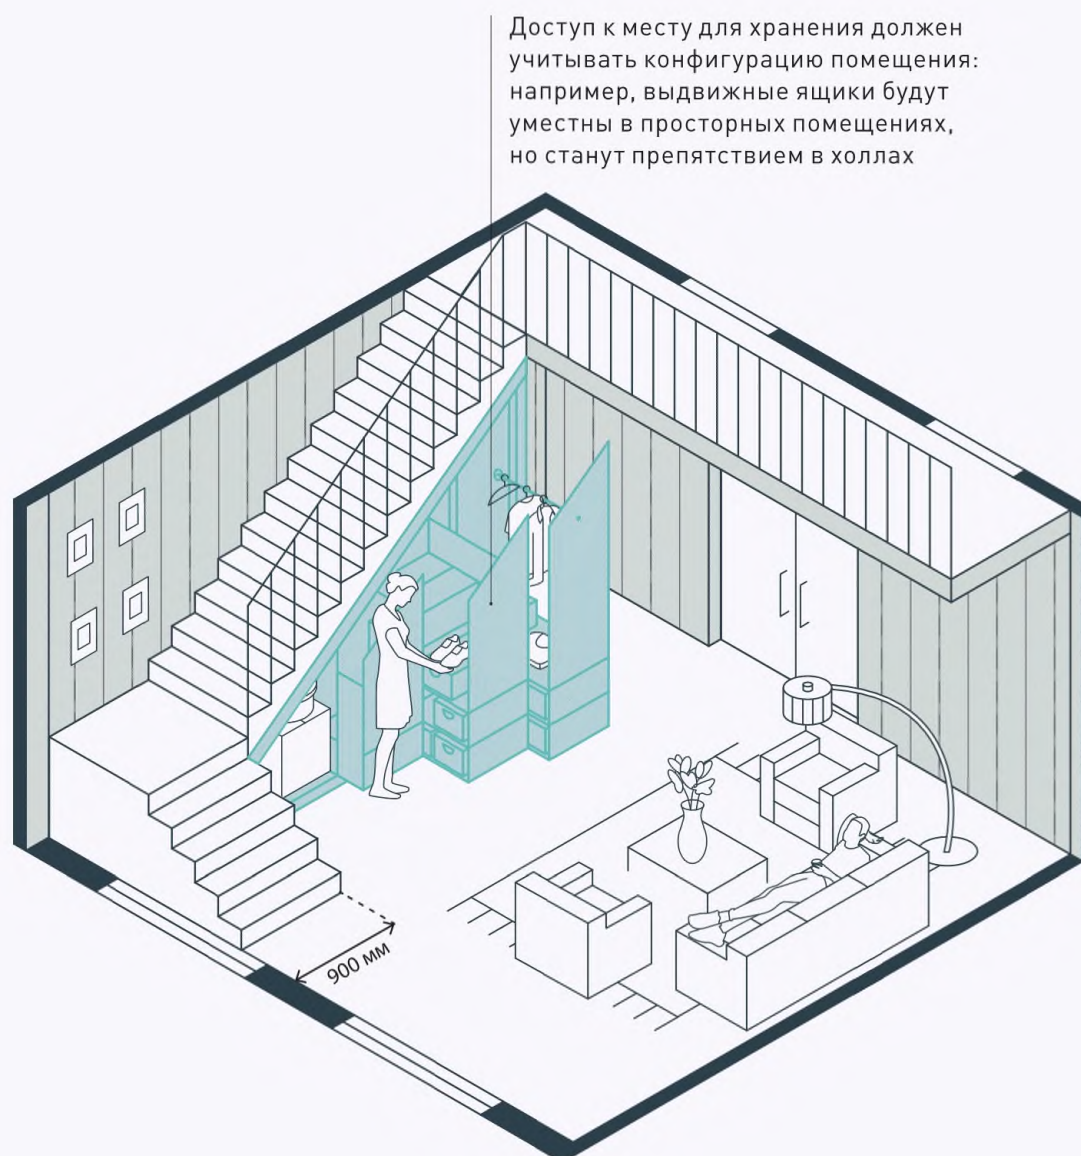 Доступ к месту для хранения должен
учитывать конфигурацию помещения:
например, выдвижные ящики будут
уместны в просторных помещениях,
но станут препятствием в холлах
900 мм